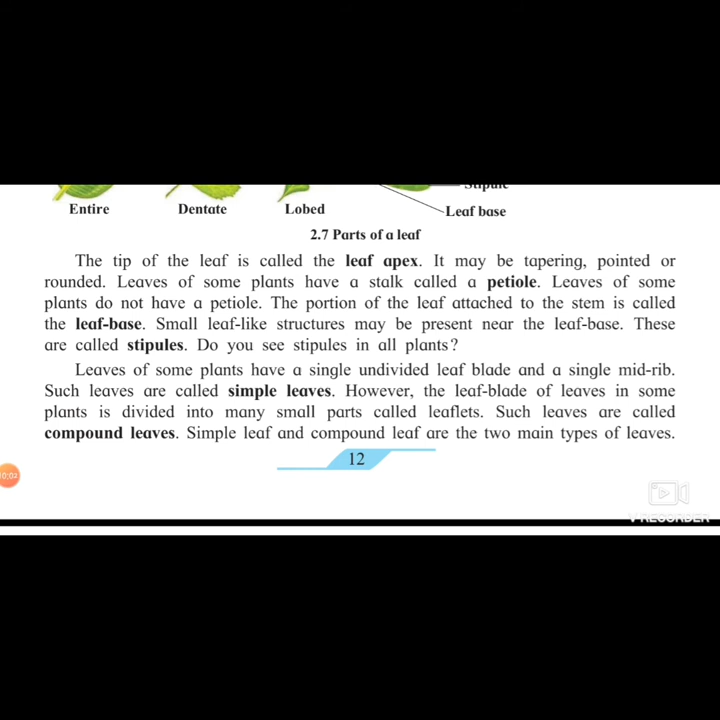 Stipule
Entire Dentate Lobed Leaf base
2.7 Parts of a leaf
The tip of the leaf is called the leaf apex. It may be tapering, pointed or
rounded. Leaves of some plants have a stalk called a petiole. Leaves of some
plants do not have a petiole. The portion of the leaf attached to the stem is called
the leaf-base. Small leaf-like structures may be present near the leaf-base. These
are called stipules. Do you see stipules in all plants?
Leaves of some plants have a single undivided leaf blade and a single mid-rib.
Such leaves are called simple leaves. However, the leaf-blade of leaves in some
plants is divided into many small parts called leaflets. Such leaves are called
compound leaves. Simple leaf and compound leaf are the two main types of leaves.
12
V RECORDER